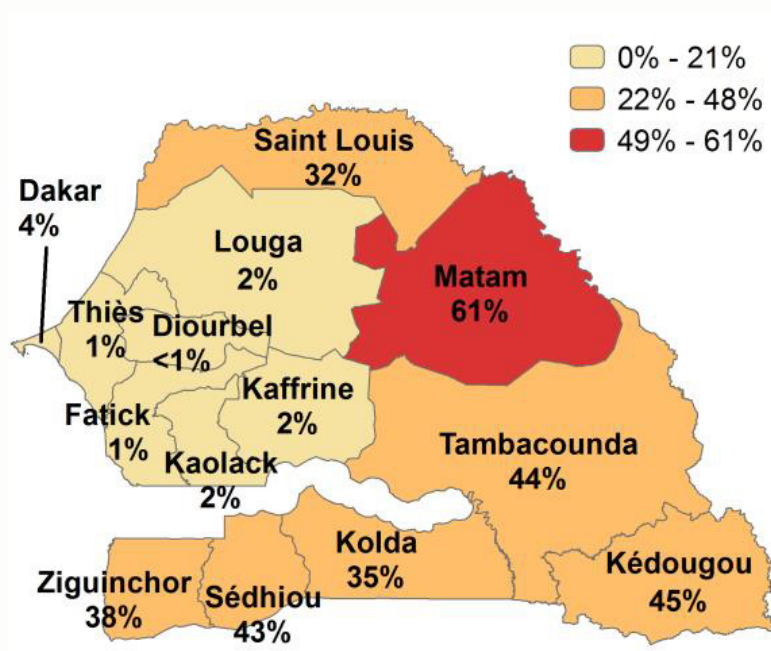 0% - 21%
22% - 48%
49% - 61%
Saint Louis
32%
Dakar
4%
Louga
2%
Matam
61%
Thiès
1%
Diourbel
<1%
Kaffrine
2%
Fatick
1%
Kaolack
2%
Tambacounda
44%
Kolda
35%
Kédougou
45%
Ziguinchor
38%
Sédhiou
43%